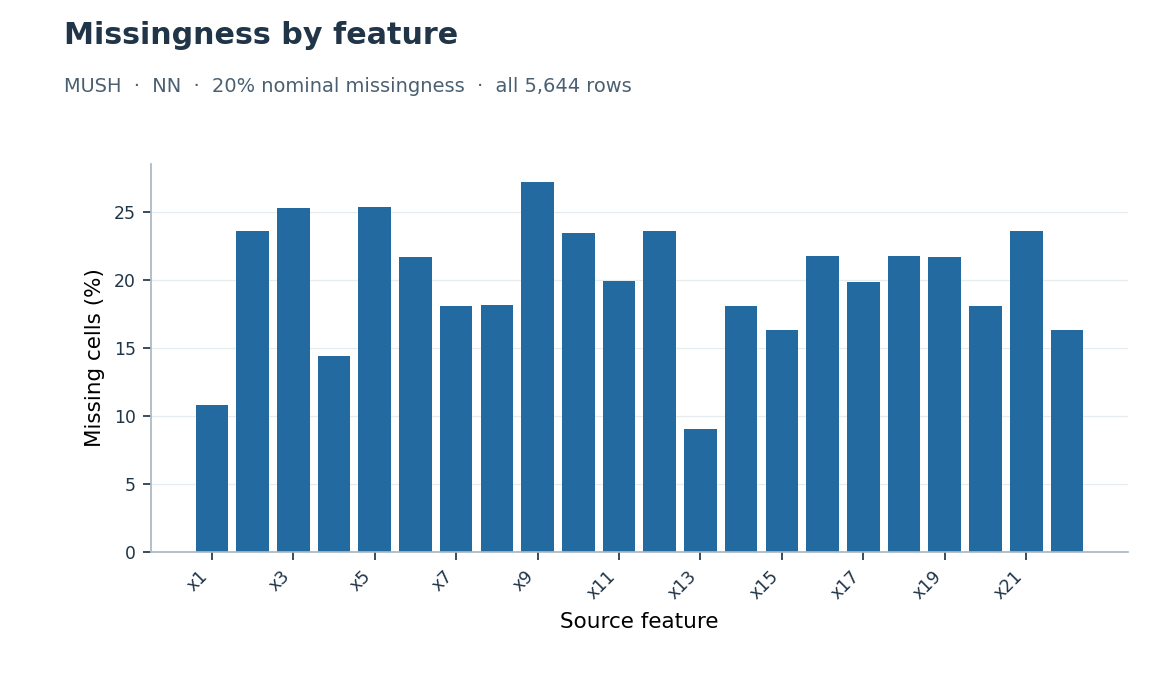 Missingness by feature
MUSH · NN · 20% nominal missingness · all 5,644 rows
Missing cells (%)
25
20
15
10
5
0
x1 x3 x5 x7 x9 x11 x13 x15 x17 x19 x21
Source feature